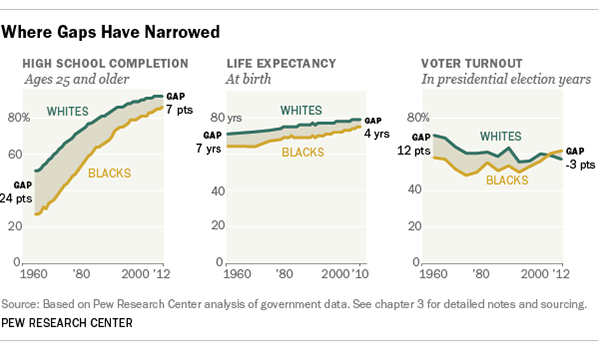 Where Gaps Have Narrowed
HIGH SCHOOL COMPLETION
Ages 25 and older
80%
60
40
20
0
WHITES
BLACKS
GAP
24 pts
GAP
7 pts
1960 '80 2000 '12
LIFE EXPECTANCY
At birth
80 yrs
40
20
0
WHITES
BLACKS
GAP
7 yrs
GAP
4 yrs
1960 '80 2000 '10
VOTER TURNOUT
In presidential election years
80%
40
20
0
WHITES
BLACKS
GAP
12 pts
GAP
-3 pts
1960 '80 2000 '12
Source: Based on Pew Research Center analysis of government data. See chapter 3 for detailed notes and sourcing.
PEW RESEARCH CENTER